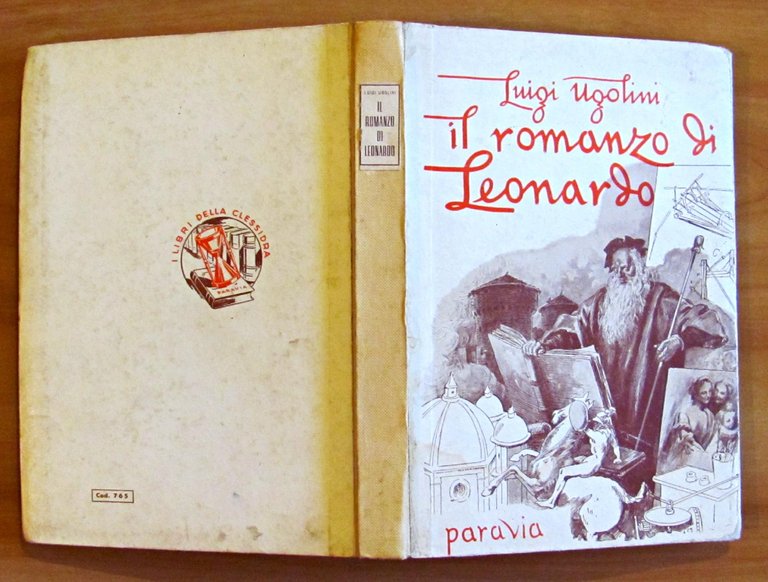 Luigi Ugolini
il romanzo di
Leonardo
paravia
LUIGI UGOLINI
IL
ROMANZO
DI
LEONARDO
I LIBRI DELLA CLESSIDRA
PARAVIA
Cod. 765